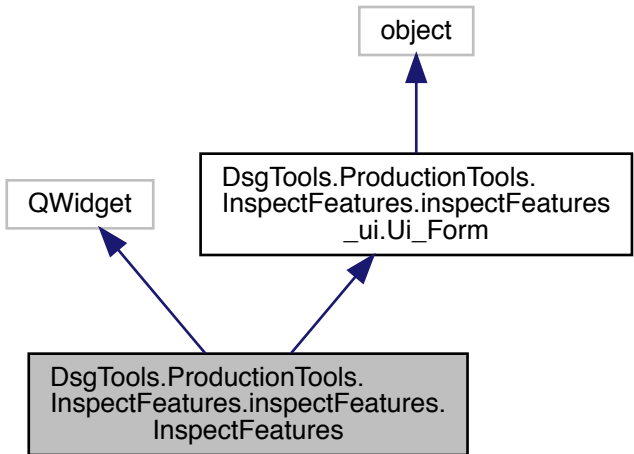 object
DsgTools.ProductionTools.
InspectFeatures.inspectFeatures
_ui.Ui_Form
QWidget
DsgTools.ProductionTools.
InspectFeatures.inspectFeatures.
InspectFeatures